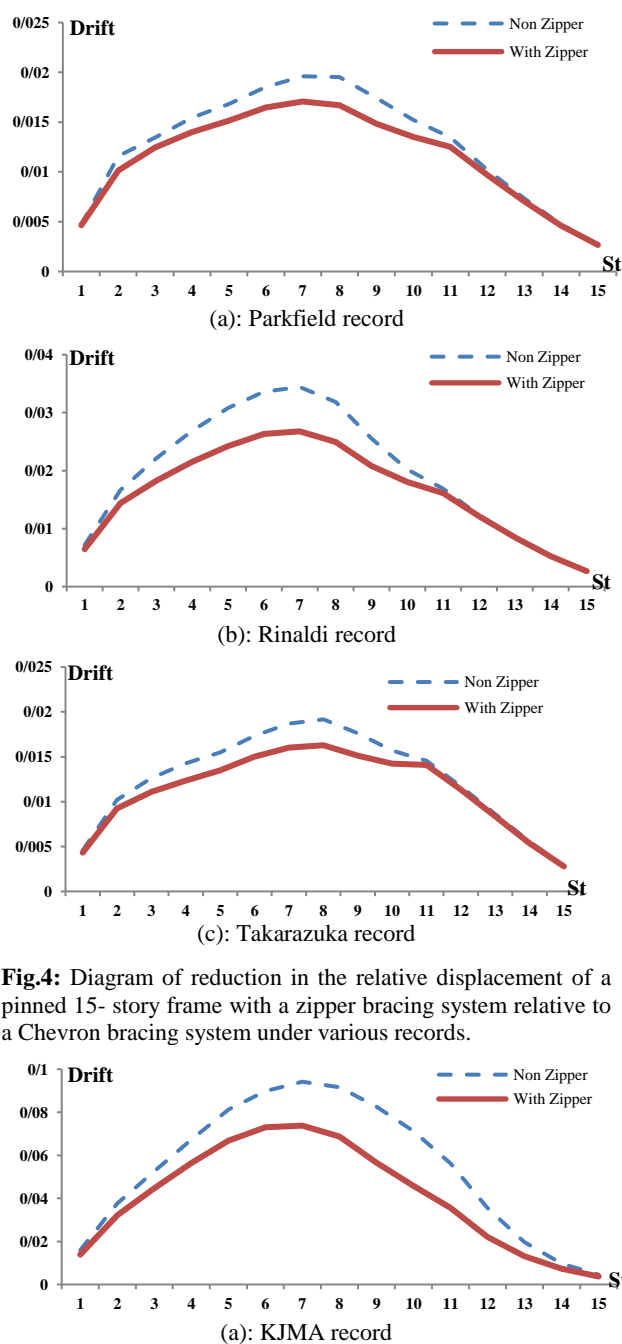 Drift
0/025
0/02
0/015
0/01
0/005
0
Non Zipper
With Zipper
St
1 2 3 4 5 6 7 8 9 10 11 12 13 14 15
(a): Parkfield record
Drift
0/04
0/03
0/02
0/01
0
Non Zipper
With Zipper
St
1 2 3 4 5 6 7 8 9 10 11 12 13 14 15
(b): Rinaldi record
Drift
0/025
0/02
0/015
0/01
0/005
0
Non Zipper
With Zipper
St
1 2 3 4 5 6 7 8 9 10 11 12 13 14 15
(c): Takarazuka record
Fig.4: Diagram of reduction in the relative displacement of a
pinned 15- story frame with a zipper bracing system relative to
a Chevron bracing system under various records.
Drift
0/1
0/08
0/06
0/04
0/02
0
Non Zipper
With Zipper
1 2 3 4 5 6 7 8 9 10 11 12 13 14 15
(a): KJMA record